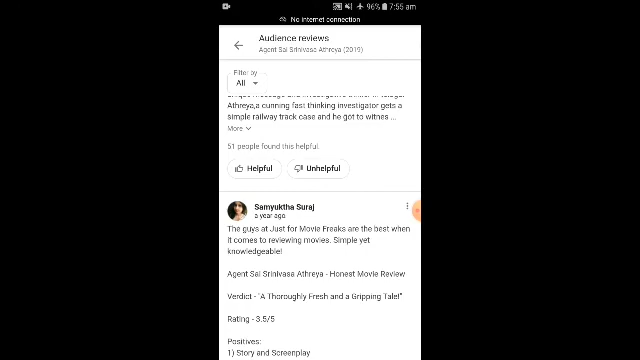 96% 7:55 am
No internet connection
Audience reviews
Agent Sai Srinivasa Athreya (2019)
Filter by
All
Athreya,a cunning fast thinking investigator gets a
simple railway track case and he got to witnes ...
More
51 people found this helpful.
Helpful Unhelpful
Samyuktha Suraj
a year ago
The guys at Just for Movie Freaks are the best when
it comes to reviewing movies. Simple yet
knowledgeable!
Agent Sai Srinivasa Athreya - Honest Movie Review
Verdict - "A Thoroughly Fresh and a Gripping Tale!"
Rating - 3.5/5
Positives:
1) Story and Screenplay